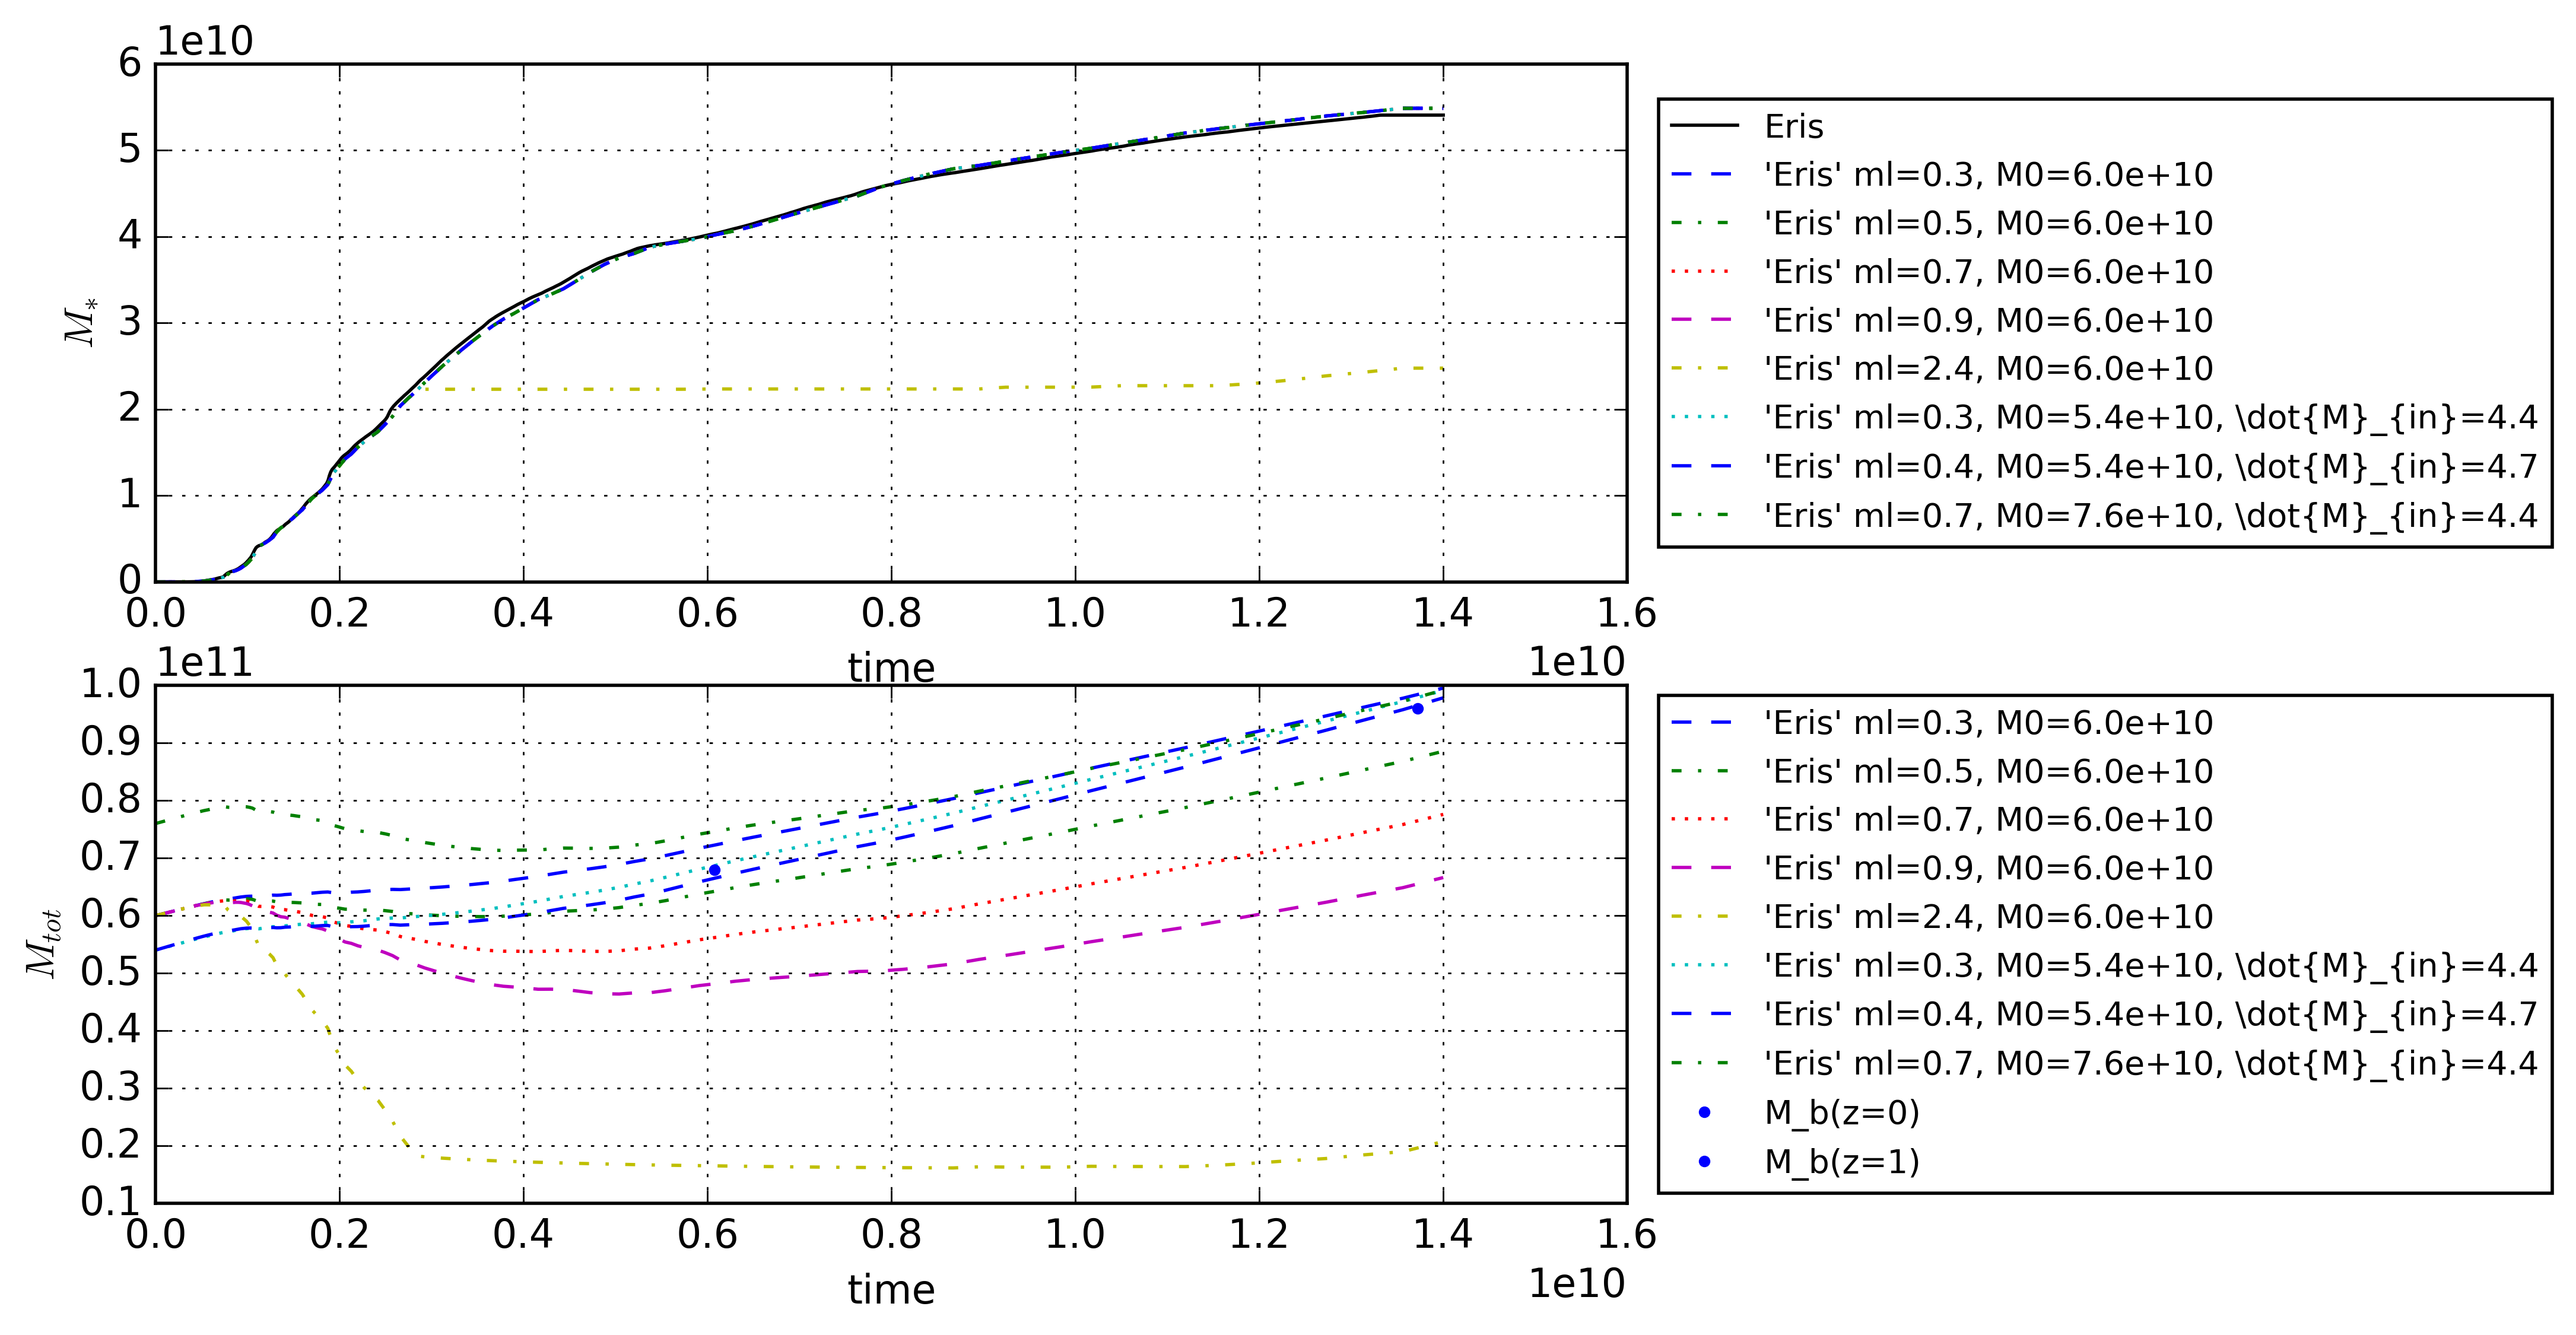 1e10
6
5
4
3
2
1
0
M_*
0.0 0.2 0.4 0.6 0.8 1.0 1.2 1.4 1.6
time
1e10
Eris
'Eris' ml=0.3, M0=6.0e+10
'Eris' ml=0.5, M0=6.0e+10
'Eris' ml=0.7, M0=6.0e+10
'Eris' ml=0.9, M0=6.0e+10
'Eris' ml=2.4, M0=6.0e+10
'Eris' ml=0.3, M0=5.4e+10, \dot{M}_{in}=4.4
'Eris' ml=0.4, M0=5.4e+10, \dot{M}_{in}=4.7
'Eris' ml=0.7, M0=7.6e+10, \dot{M}_{in}=4.4
1e11
1.0
0.9
0.8
0.7
0.6
0.5
0.4
0.3
0.2
0.1
M_{tot}
0.0 0.2 0.4 0.6 0.8 1.0 1.2 1.4 1.6
time
1e10
'Eris' ml=0.3, M0=6.0e+10
'Eris' ml=0.5, M0=6.0e+10
'Eris' ml=0.7, M0=6.0e+10
'Eris' ml=0.9, M0=6.0e+10
'Eris' ml=2.4, M0=6.0e+10
'Eris' ml=0.3, M0=5.4e+10, \dot{M}_{in}=4.4
'Eris' ml=0.4, M0=5.4e+10, \dot{M}_{in}=4.7
'Eris' ml=0.7, M0=7.6e+10, \dot{M}_{in}=4.4
M_b(z=0)
M_b(z=1)